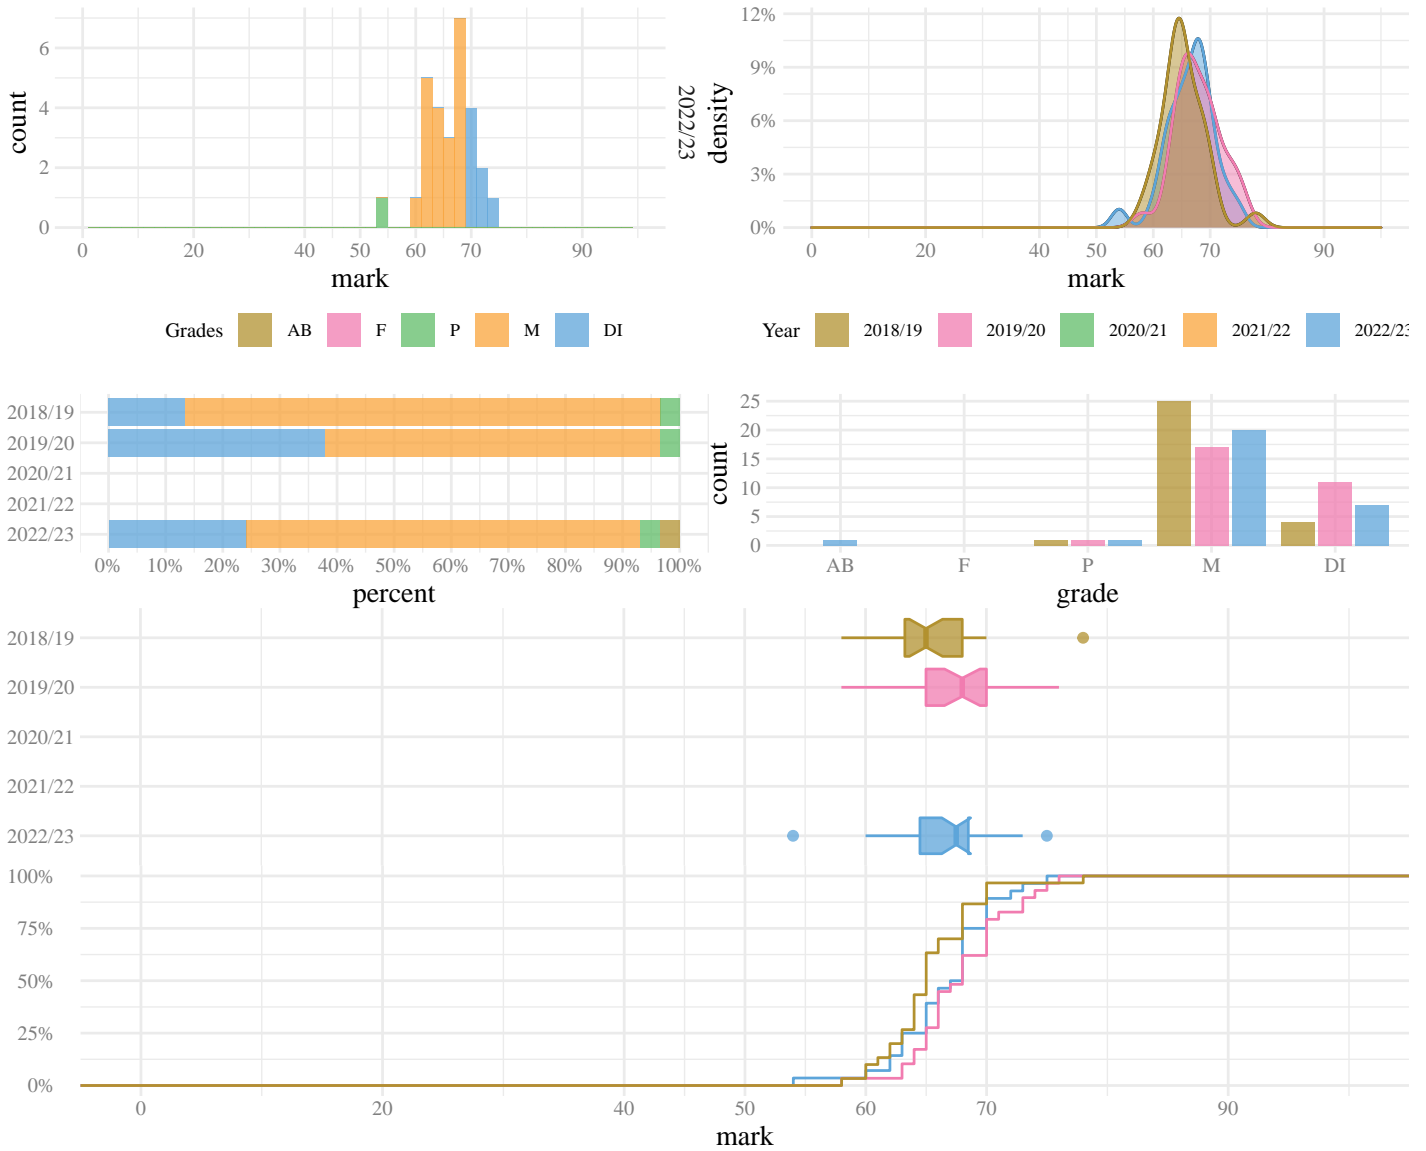 6
4
2
0
count
0 20 40 50 60 70 90
mark
2022/23
12%
9%
6%
3%
0%
density
0 20 40 50 60 70 90
mark
Grades AB F P M DI
Year 2018/19 2019/20 2020/21 2021/22 2022/23
2018/19
2019/20
2020/21
2021/22
2022/23
0% 10% 20% 30% 40% 50% 60% 70% 80% 90% 100%
percent
25
20
15
10
5
0
count
AB F P M DI
grade
2018/19
2019/20
2020/21
2021/22
2022/23
100%
75%
50%
25%
0%
0 20 40 50 60 70 90
mark